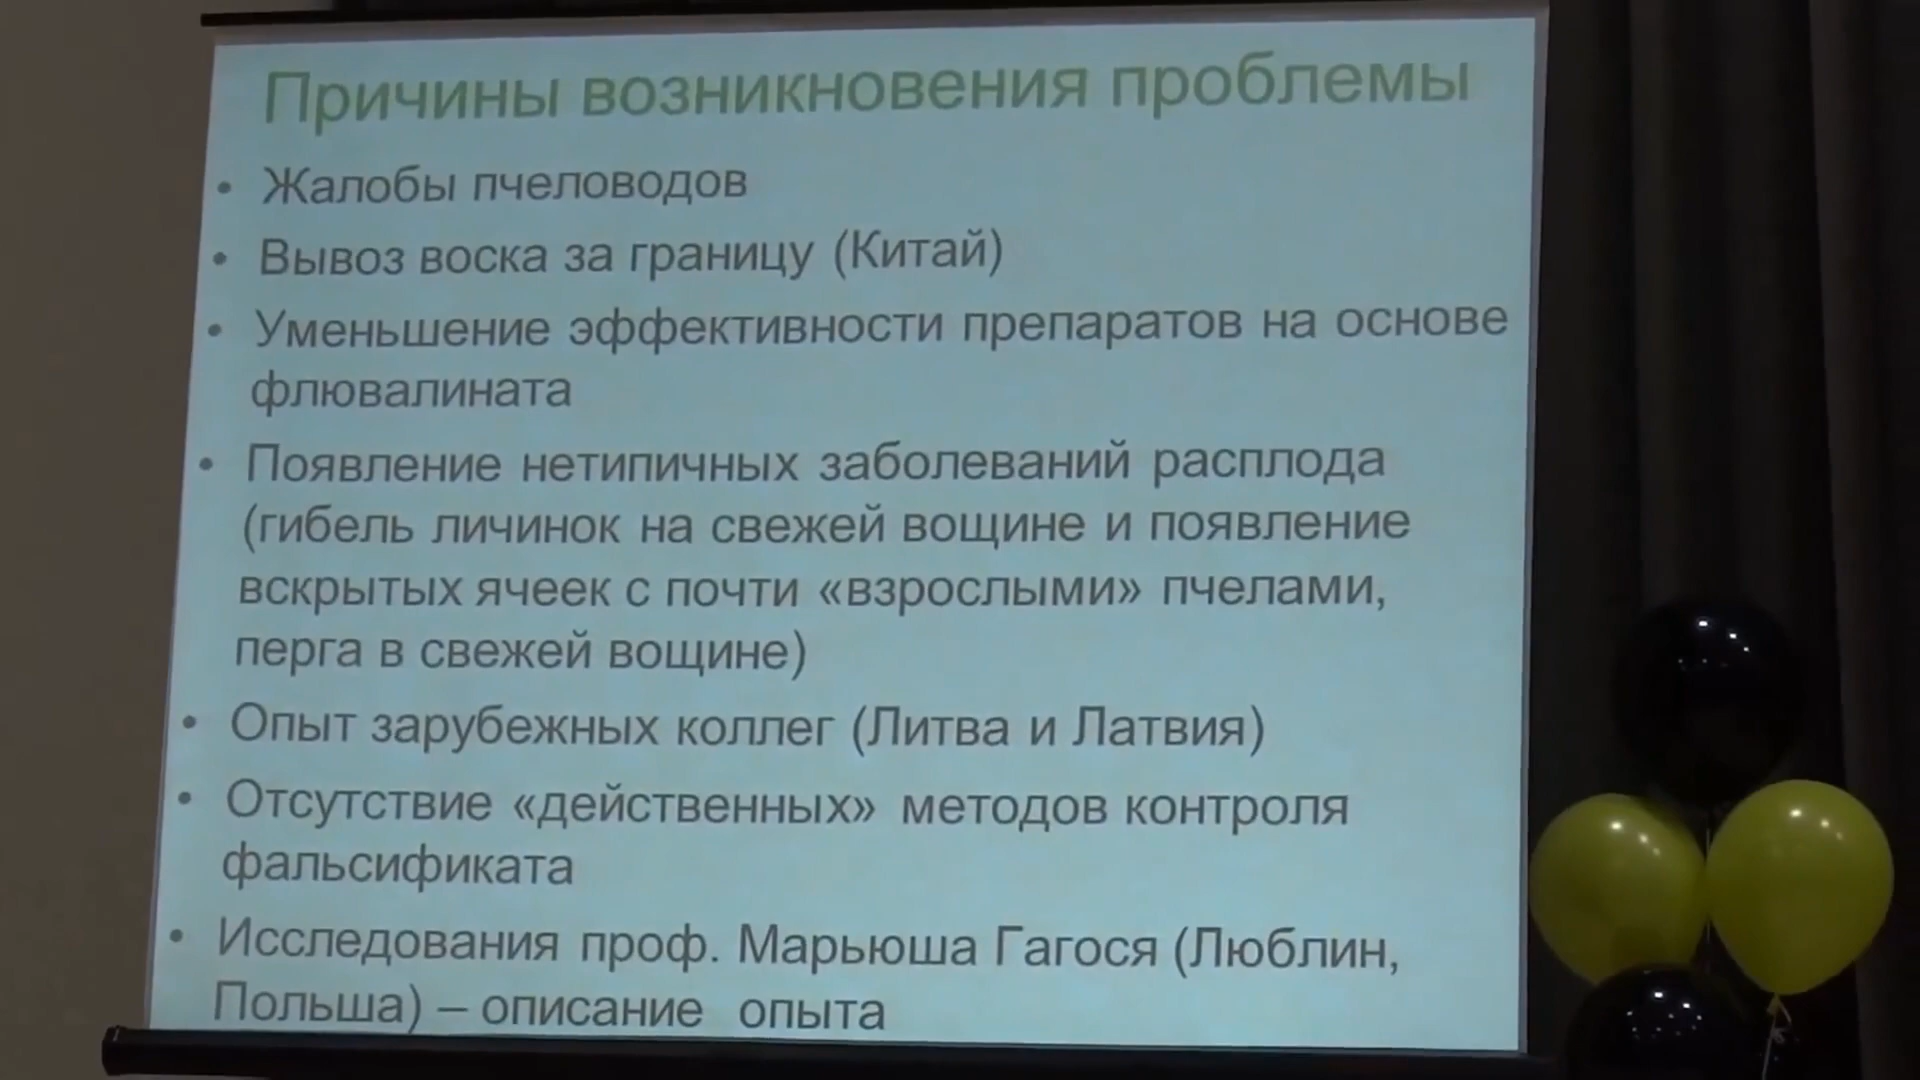 Причины возникновения проблемы
• Жалобы пчеловодов
• Вывоз воска за границу (Китай)
• Уменьшение эффективности препаратов на основе
флювалината
• Появление нетипичных заболеваний расплода
(гибель личинок на свежей вощине и появление
вскрытых ячеек с почти «взрослыми» пчелами,
перга в свежей вощине)
• Опыт зарубежных коллег (Литва и Латвия)
• Отсутствие «действенных» методов контроля
фальсификата
• Исследования проф. Марьюша Гагося (Люблин,
Польша) – описание опыта